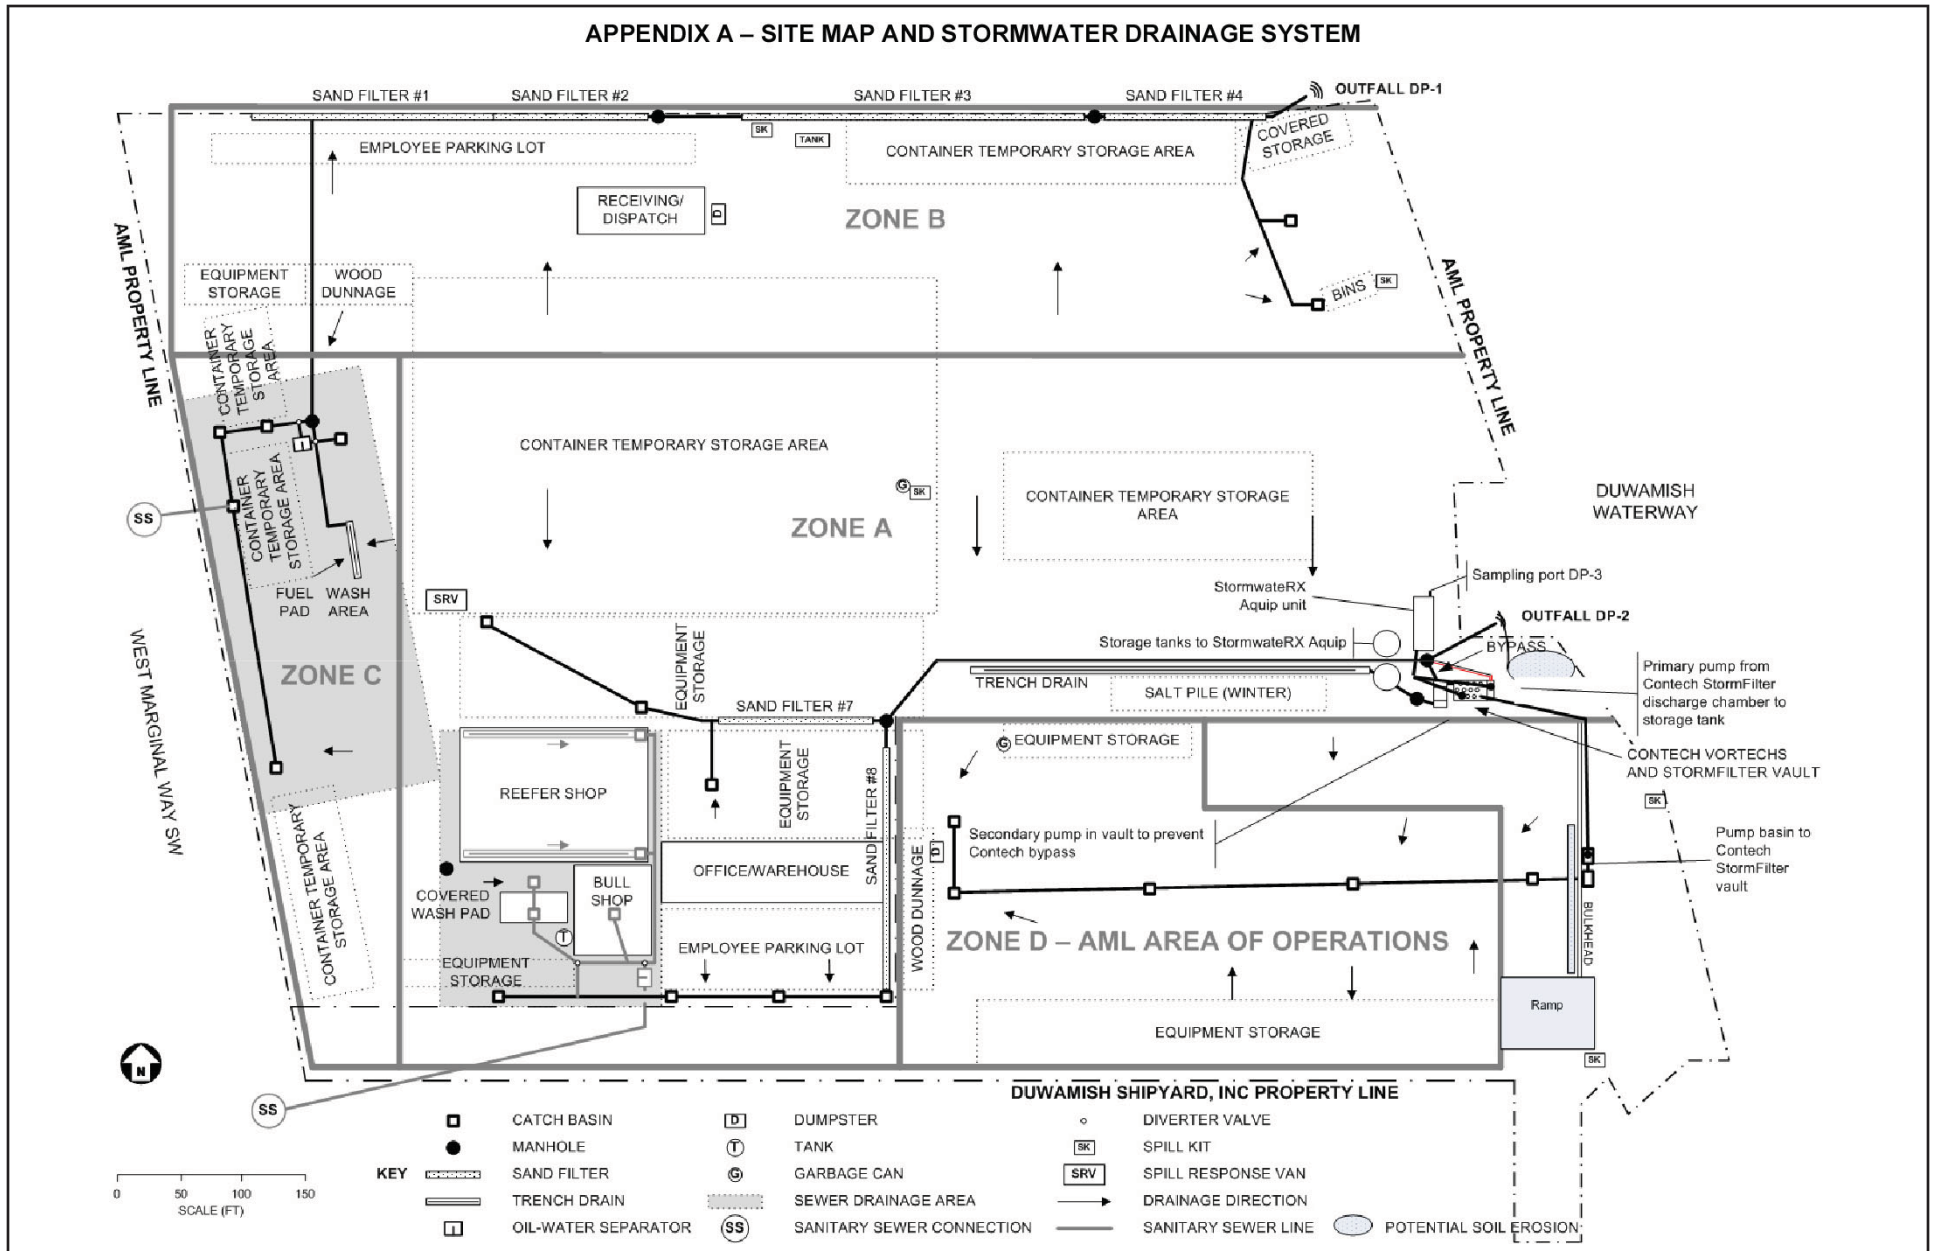 APPENDIX A – SITE MAP AND STORMWATER DRAINAGE SYSTEM
SAND FILTER #1
SAND FILTER #2
SAND FILTER #3
SAND FILTER #4
OUTFALL DP-1
SK
TANK
EMPLOYEE PARKING LOT
CONTAINER TEMPORARY STORAGE AREA
COVERED
STORAGE
RECEIVING/
DISPATCH
D
ZONE B
AML PROPERTY LINE
EQUIPMENT
STORAGE
WOOD
DUNNAGE
BINS
SK
AML PROPERTY LINE
CONTAINER
TEMPORARY
STORAGE
AREA
CONTAINER TEMPORARY STORAGE AREA
CONTAINER
TEMPORARY
STORAGE AREA
G
SK
CONTAINER TEMPORARY STORAGE
AREA
DUWAMISH
WATERWAY
SS
ZONE A
FUEL
PAD
WASH
AREA
SRV
StormwateRX
Aquip unit
Sampling port DP-3
OUTFALL DP-2
BYPASS
Storage tanks to StormwateRX Aquip
EQUIPMENT
STORAGE
ZONE C
TRENCH DRAIN
SALT PILE (WINTER)
Primary pump from
Contech StormFilter
discharge chamber to
storage tank
WEST MARGINAL WAY SW
SAND FILTER #7
G
EQUIPMENT STORAGE
CONTECH VORTECHS
AND STORMFILTER VAULT
SK
REEFER SHOP
EQUIPMENT
STORAGE
SAND FILTER #8
CONTAINER TEMPORARY
STORAGE AREA
Secondary pump in vault to prevent
Contech bypass
Pump basin to
Contech
StormFilter
vault
D
OFFICE/WAREHOUSE
COVERED
WASH PAD
BULL
SHOP
WOOD DUNNAGE
BULKHEAD
T
EMPLOYEE PARKING LOT
ZONE D – AML AREA OF OPERATIONS
EQUIPMENT
STORAGE
Ramp
EQUIPMENT STORAGE
SK
N
SS
DUWAMISH SHIPYARD, INC PROPERTY LINE
KEY
CATCH BASIN
MANHOLE
SAND FILTER
TRENCH DRAIN
OIL-WATER SEPARATOR
D DUMPSTER
T TANK
G GARBAGE CAN
SEWER DRAINAGE AREA
SS SANITARY SEWER CONNECTION
DIVERTER VALVE
SK SPILL KIT
SRV SPILL RESPONSE VAN
DRAINAGE DIRECTION
SANITARY SEWER LINE
POTENTIAL SOIL EROSION
0 50 100 150
SCALE (FT)